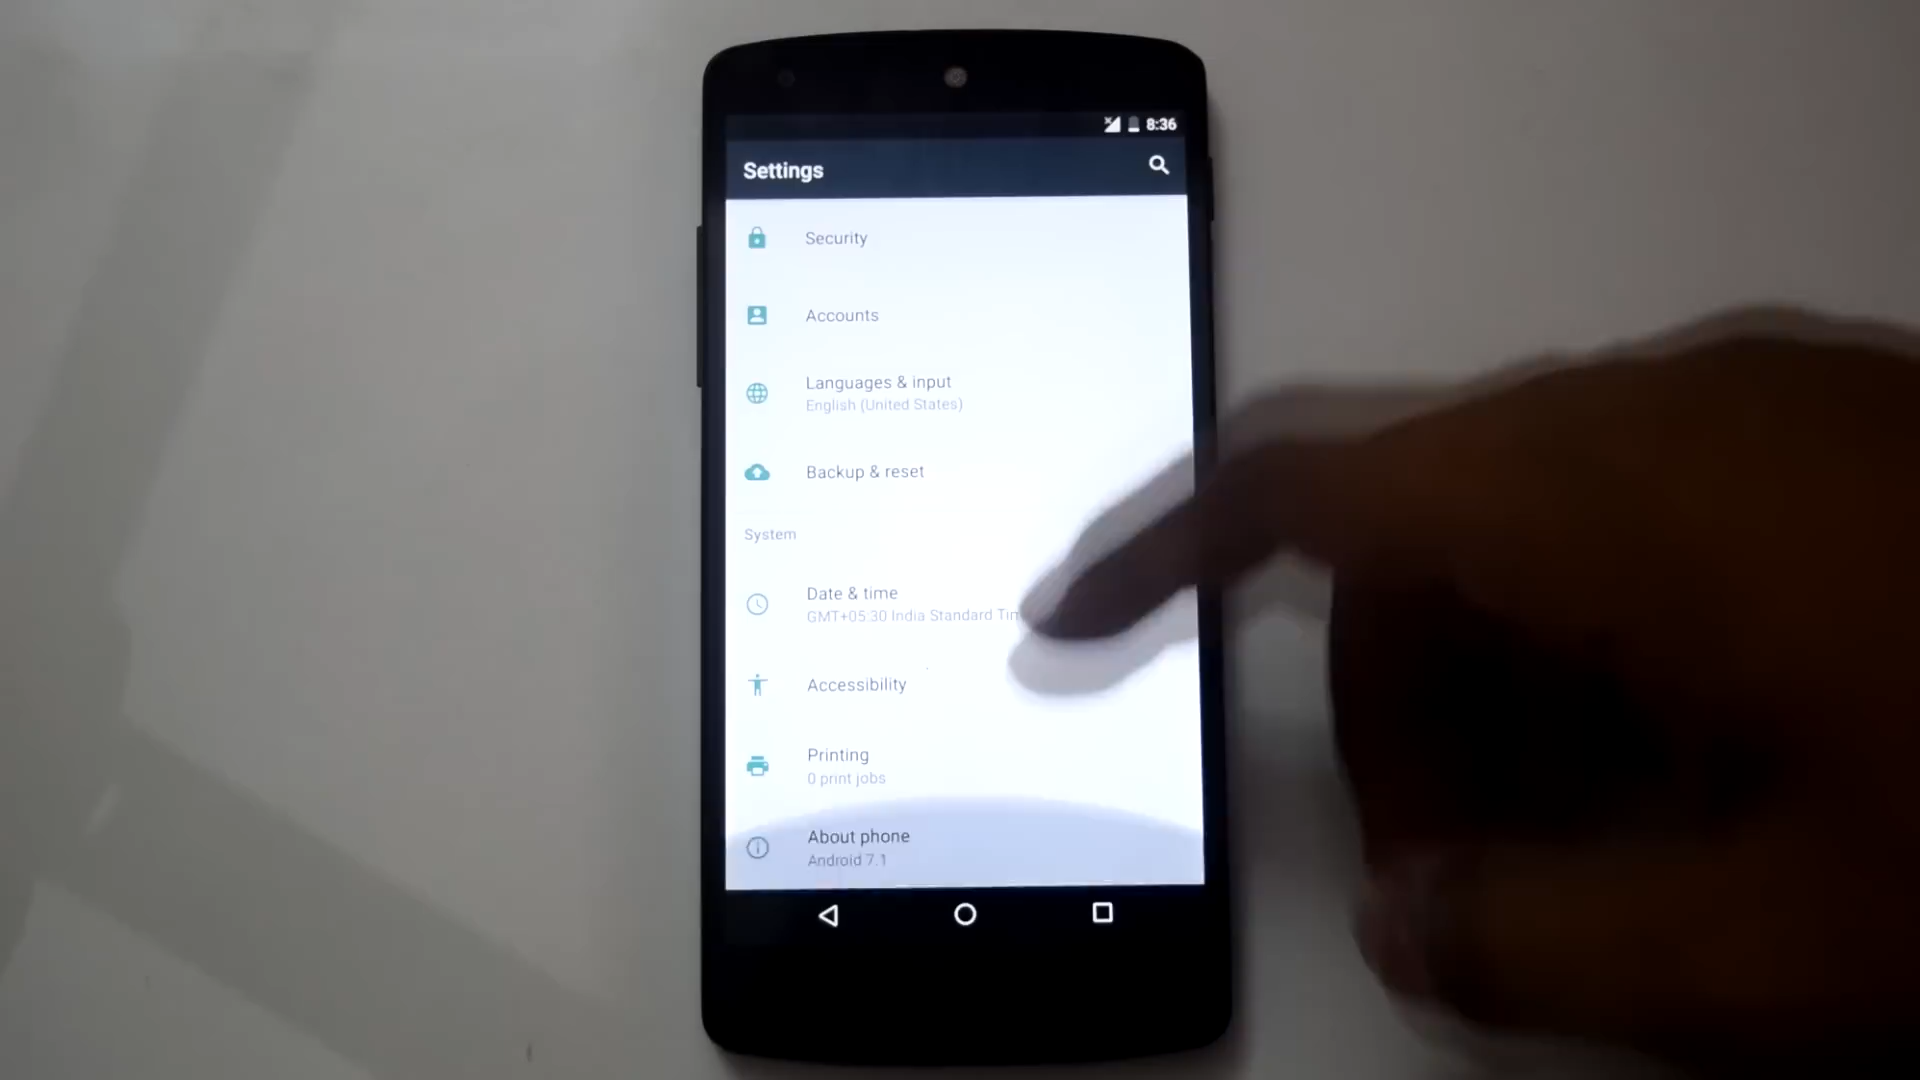 8:36
Settings
Security
Accounts
Languages & input
English (United States)
Backup & reset
System
Date & time
GMT+05:30 India Standard
Accessibility
Printing
0 print jobs
About phone
Android 7.1